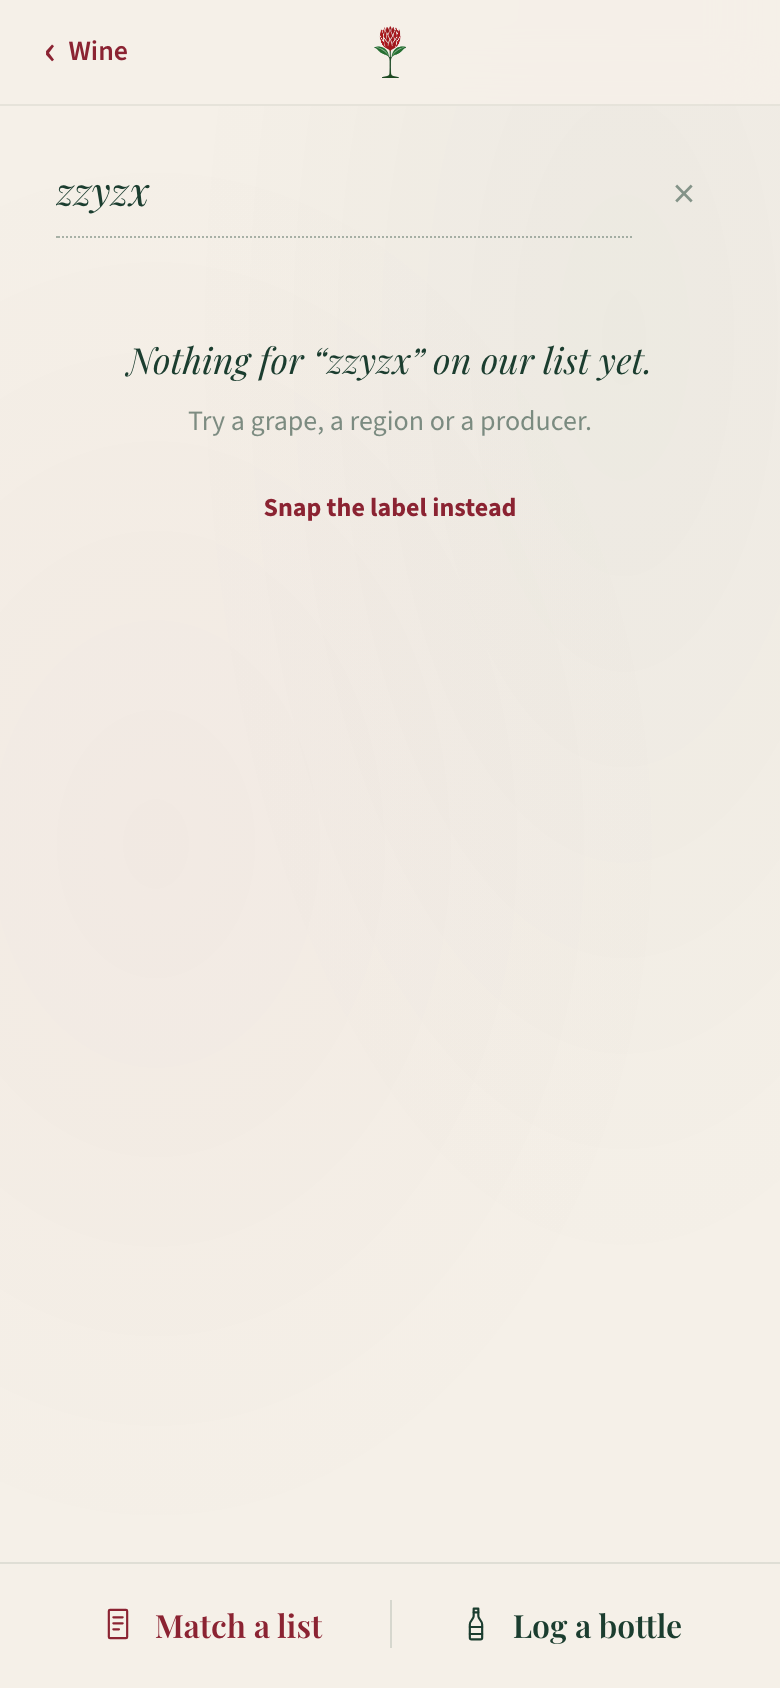 ‹ Wine
zzyzx
×
Nothing for “zzyzx” on our list yet.
Try a grape, a region or a producer.
Snap the label instead
Match a list
Log a bottle